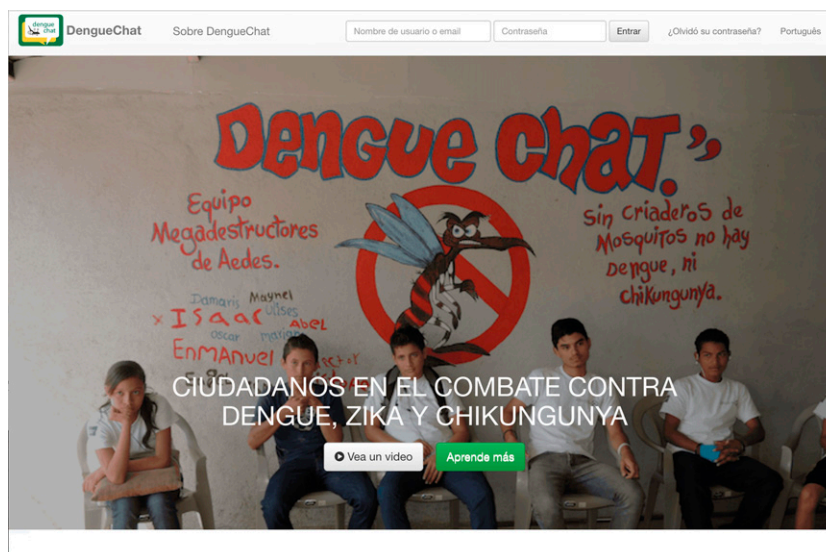 dengue
chat
DengueChat
Sobre DengueChat
Nombre de usuario o email
Contraseña
Entrar
¿Olvidó su contraseña?
Português
Dengue Chat."
Equipo
Megadestructores
de Aedes.
Sin criaderos de
Mosquitos no hay
Dengue, ni
chikungunya.
Damaris Maynel
x Isaac Ulises
Abel
oscar
EnMAnuel
CIUDADANOS EN EL COMBATE CONTRA
DENGUE, ZIKA Y CHIKUNGUNYA
Vea un video
Aprende más